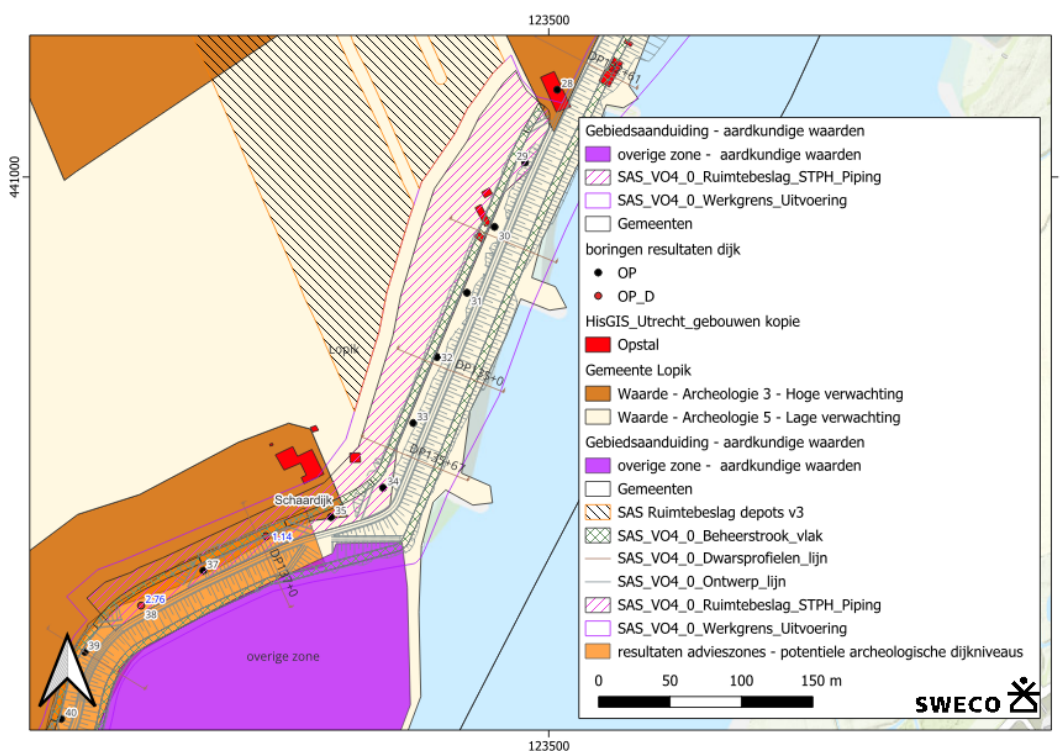 123500
28
DP134+61
441000
29
30
31
32
Lopik
DP135+0
33
DP135+67
34
Schaardijk
35
1.14
37
DP137+0
2.76
38
39
overige zone
40
Gebiedsaanduiding - aardkundige waarden
overige zone - aardkundige waarden
SAS_VO4_0_Ruimtebeslag_STPH_Piping
SAS_VO4_0_Werkgrens_Uitvoering
Gemeenten
boringen resultaten dijk
OP
OP_D
HisGIS_Utrecht_gebouwen kopie
Opstal
Gemeente Lopik
Waarde - Archeologie 3 - Hoge verwachting
Waarde - Archeologie 5 - Lage verwachting
Gebiedsaanduiding - aardkundige waarden
overige zone - aardkundige waarden
Gemeenten
SAS Ruimtebeslag depots v3
SAS_VO4_0_Beheerstrook_vlak
SAS_VO4_0_Dwarsprofielen_lijn
SAS_VO4_0_Ontwerp_lijn
SAS_VO4_0_Ruimtebeslag_STPH_Piping
SAS_VO4_0_Werkgrens_Uitvoering
resultaten advieszones - potentiele archeologische dijkniveaus
0 50 100 150 m
SWECO
123500